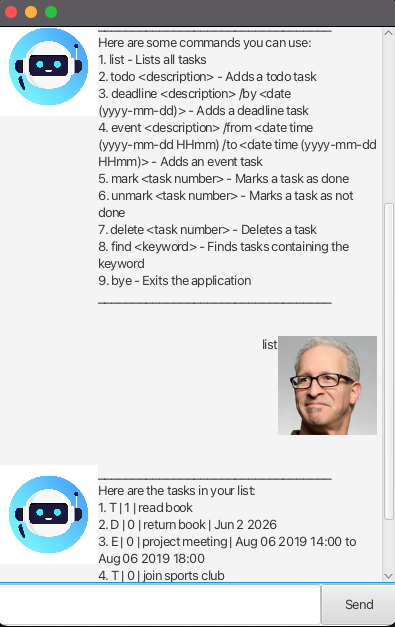 Here are some commands you can use:
1. list - Lists all tasks
2. todo <description> - Adds a todo task
3. deadline <description> /by <date
(yyyy-mm-dd)> - Adds a deadline task
4. event <description> /from <date time
(yyyy-mm-dd HHmm) /to <date time (yyyy-mm-dd
HHmm)> - Adds an event task
5. mark <task number> - Marks a task as done
6. unmark <task number> - Marks a task as not
done
7. delete <task number> - Deletes a task
8. find <keyword> - Finds tasks containing the
keyword
9. bye - Exits the application
list
Here are the tasks in your list:
1. T | 1 | read book
2. D | 0 | return book | Jun 2 2026
3. E | 0 | project meeting | Aug 06 2019 14:00 to
Aug 06 2019 18:00
4. T | 0 | join sports club
Send